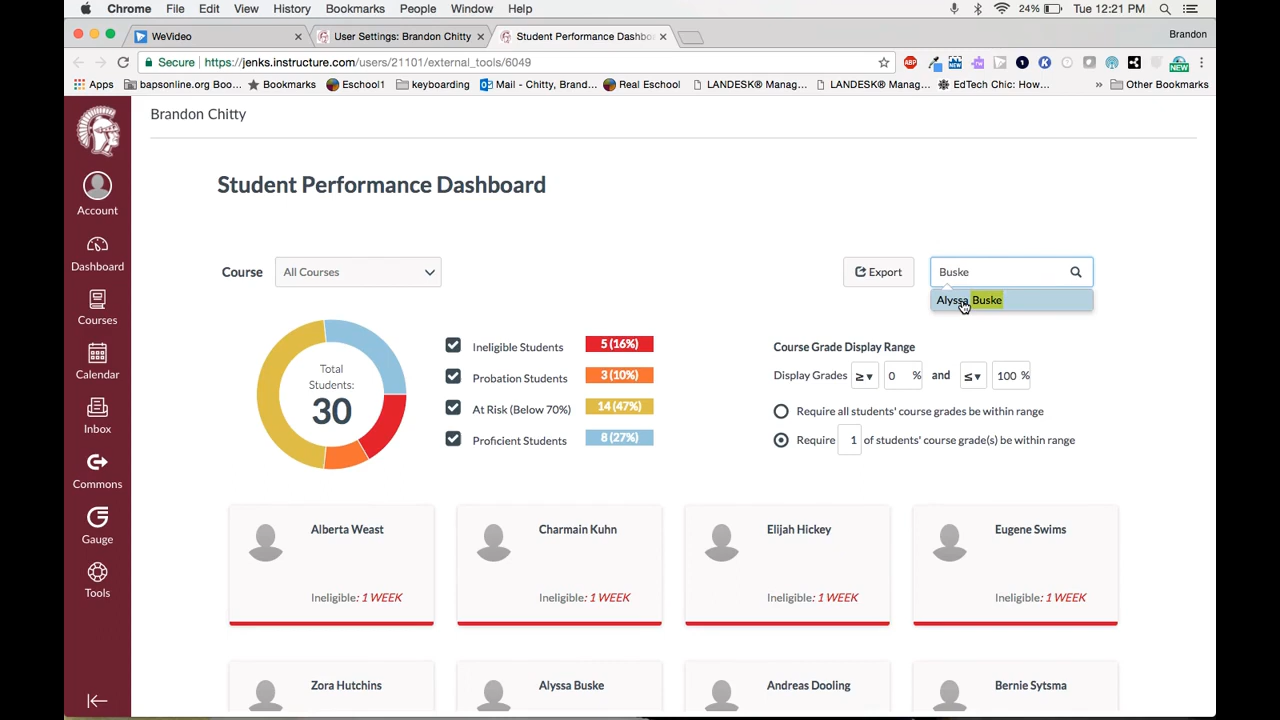 Chrome File Edit View History Bookmarks People Window Help 24% Tue 12:21 PM
WeVideo User Settings: Brandon Chitty Student Performance Dashbo Brandon
Secure https://jenks.instructure.com/users/21101/external_tools/6049
Apps bapsonline.org Boo... Bookmarks Eschool1 keyboarding Mail - Chitty, Brand... Real Eschool LANDESK® Manag... LANDESK® Manag... EdTech Chic: How... » Other Bookmarks
Brandon Chitty
Account
Dashboard
Courses
Calendar
Inbox
Commons
Gauge
Tools
Student Performance Dashboard
Course All Courses Export Buske
Alyssa Buske
Total
Students:
30
Ineligible Students 5 (16%)
Probation Students 3 (10%)
At Risk (Below 70%) 14 (47%)
Proficient Students 8 (27%)
Course Grade Display Range
Display Grades ≥ 0 % and ≤ 100 %
Require all students' course grades be within range
Require 1 of students' course grade(s) be within range
Alberta Weast Charmain Kuhn Elijah Hickey Eugene Swims
Ineligible: 1 WEEK Ineligible: 1 WEEK Ineligible: 1 WEEK Ineligible: 1 WEEK
Zora Hutchins Alyssa Buske Andreas Dooling Bernie Sytsma